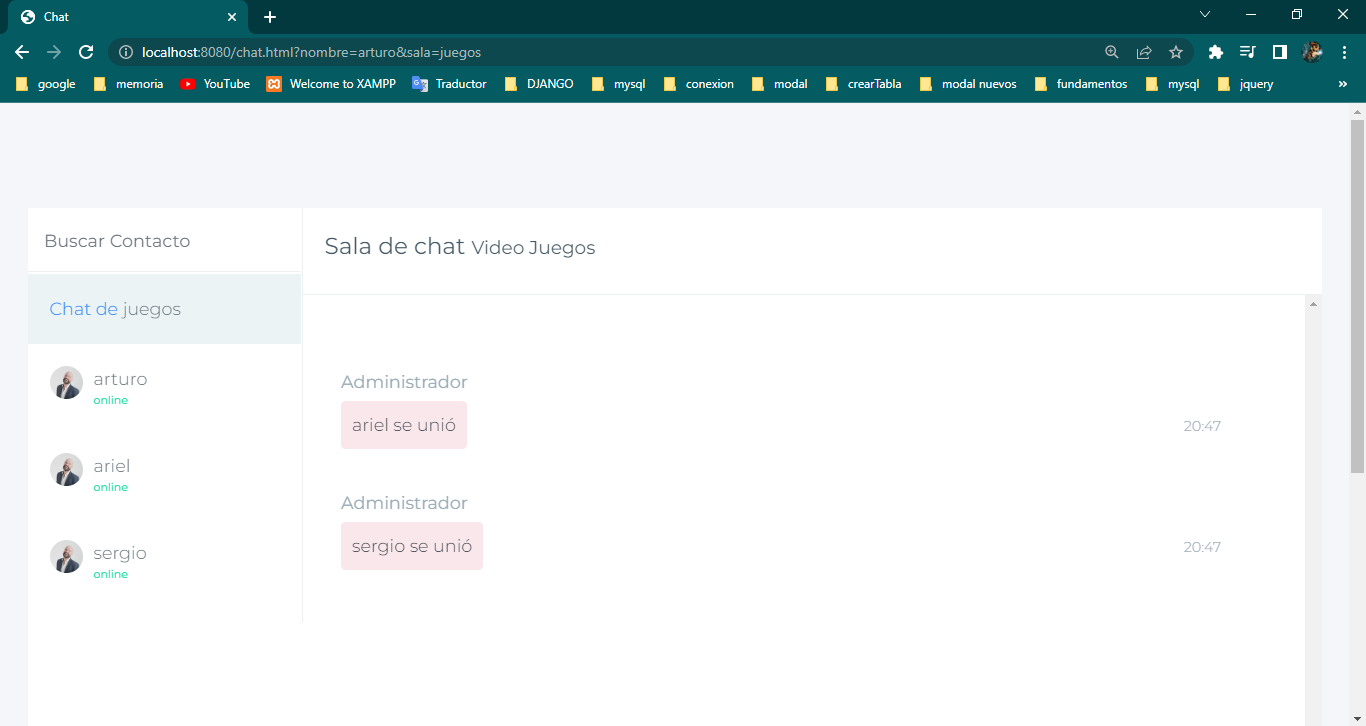 Chat
localhost:8080/chat.html?nombre=arturo&sala=juegos
google memoria YouTube Welcome to XAMPP Traductor DJANGO mysql conexion modal crearTabla modal nuevos fundamentos mysql jquery »
Buscar Contacto
Sala de chat Video Juegos
Chat de juegos
arturo
online
ariel
online
sergio
online
Administrador
ariel se unió 20:47
Administrador
sergio se unió 20:47